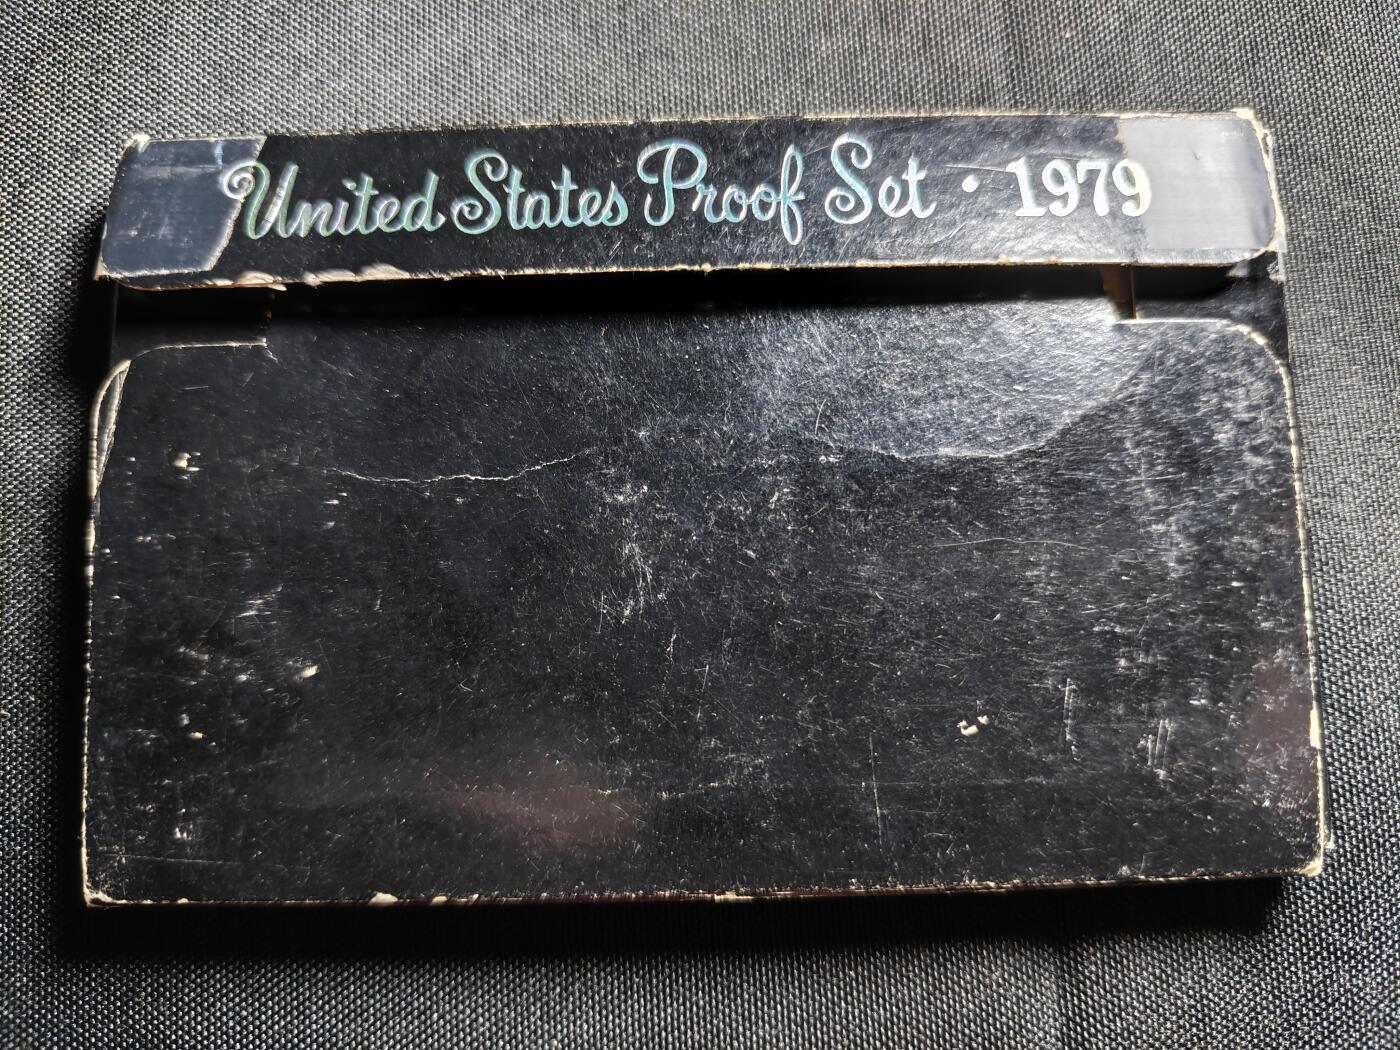 United States Proof Set • 1979